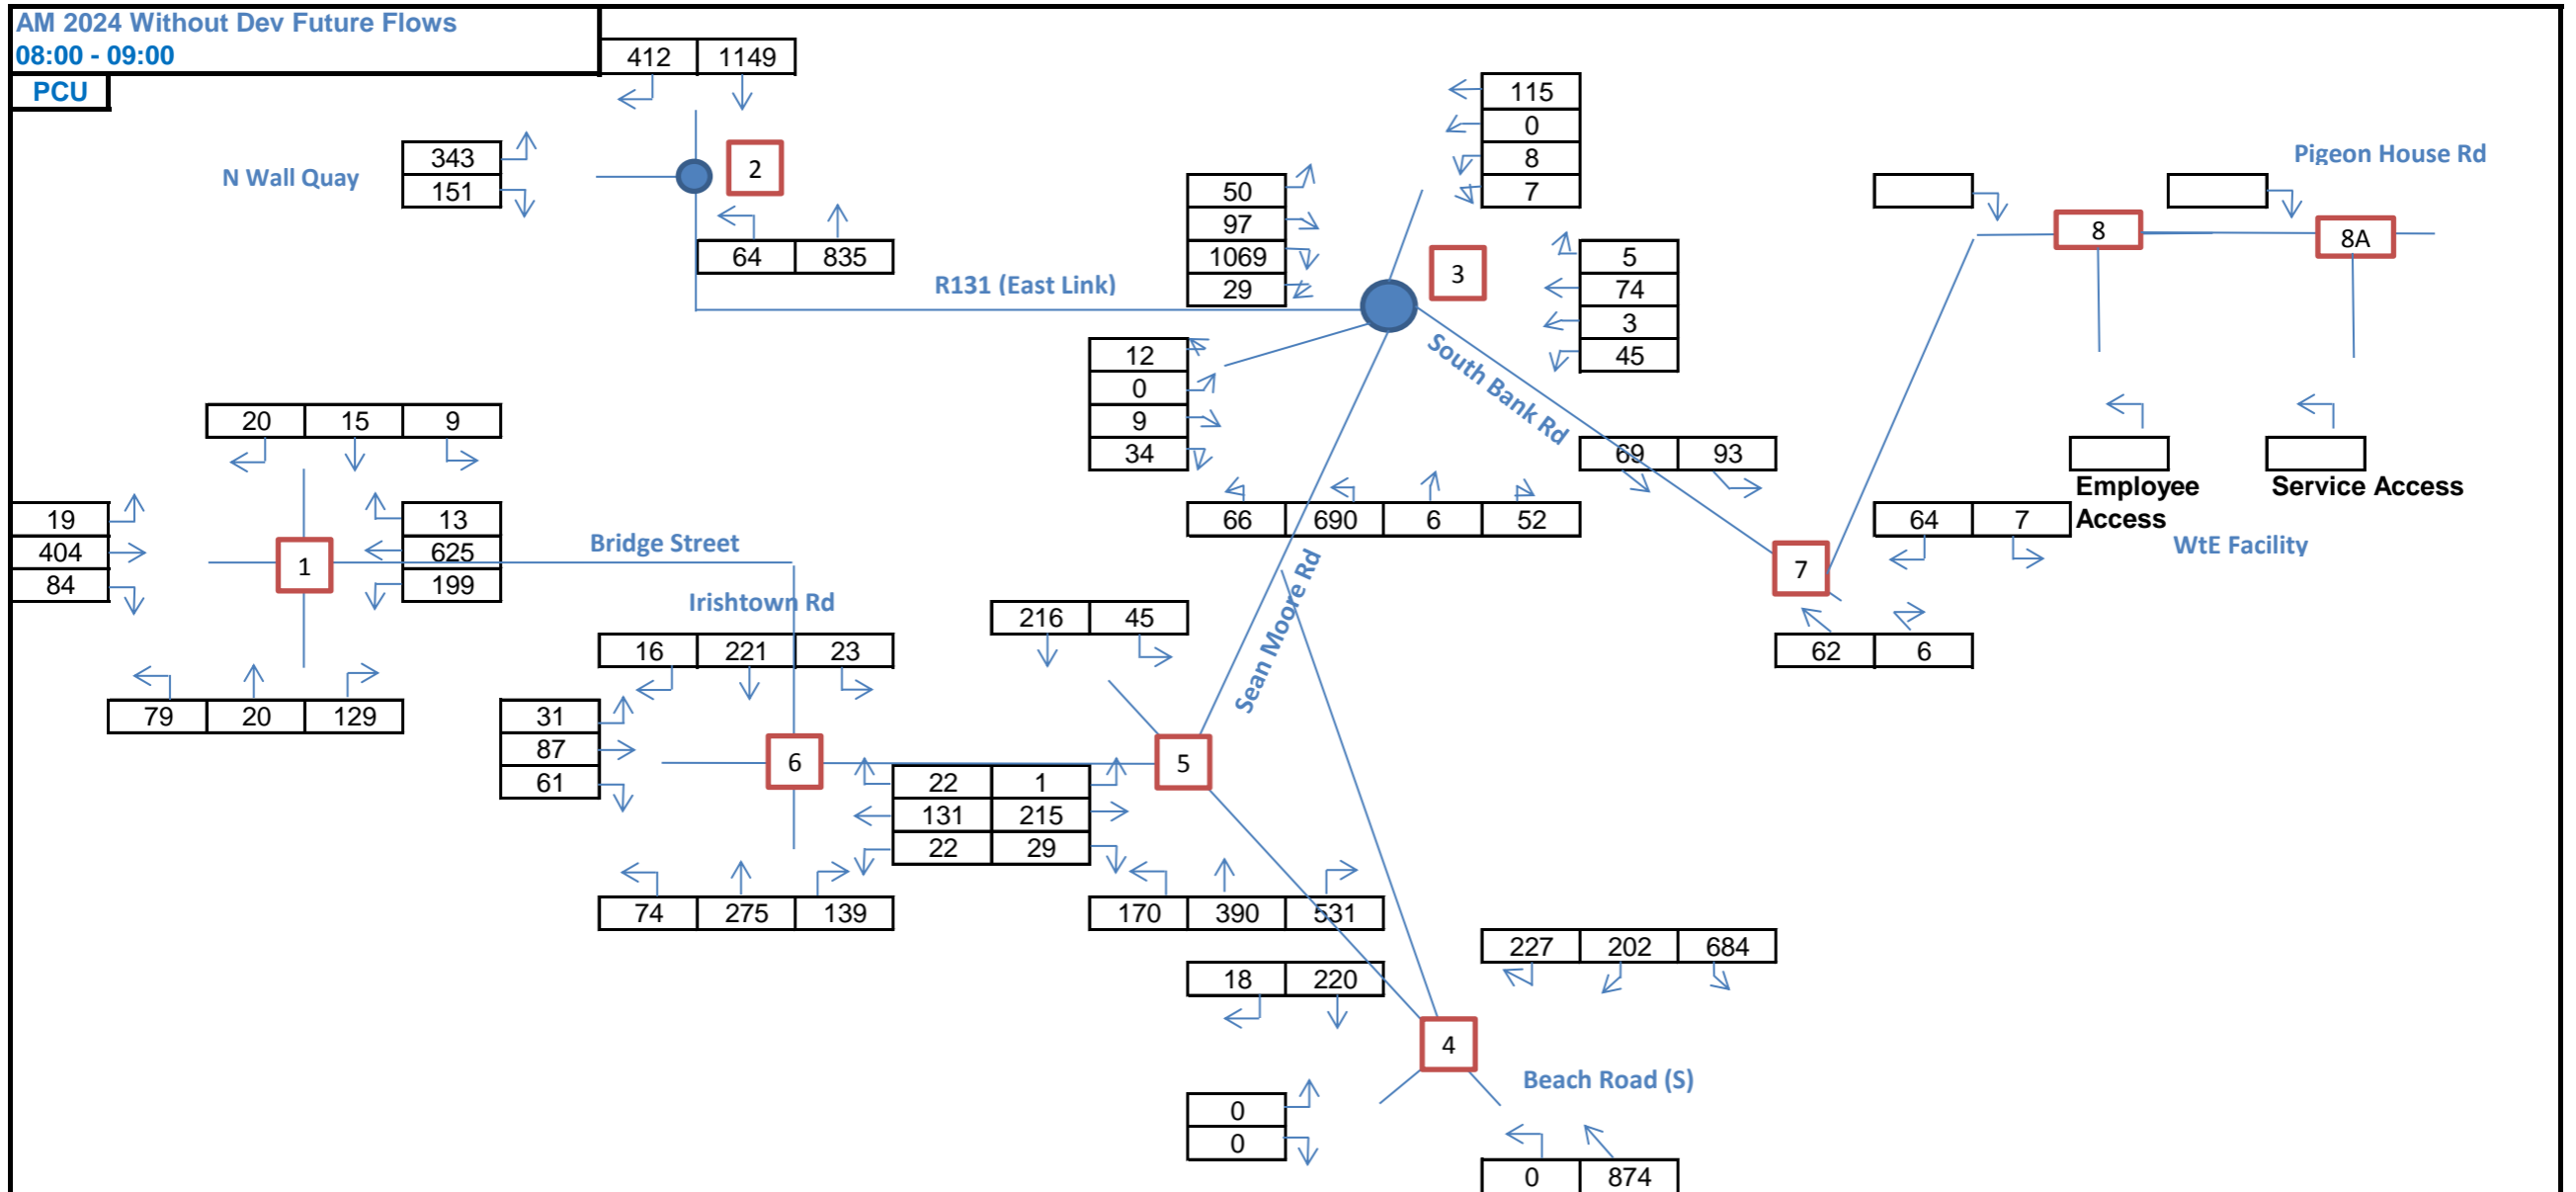 AM 2024 Without Dev Future Flows
08:00 - 09:00
PCU
412 1149
343
151
N Wall Quay
2
64 835
R131 (East Link)
50
97
1069
29
115
0
8
7
3
5
74
3
45
12
0
9
34
66 690 6 52
South Bank Rd
69 93
Sean Moore Rd
Pigeon House Rd
8
8A
Employee
Access
Service Access
WtE Facility
64 7
7
62 6
20 15 9
19
404
84
1
13
625
199
79 20 129
Bridge Street
Irishtown Rd
16 221 23
31
87
61
6
22 1
131 215
22 29
74 275 139
216 45
5
170 390 531
18 220
227 202 684
4
Beach Road (S)
0
0
0 874